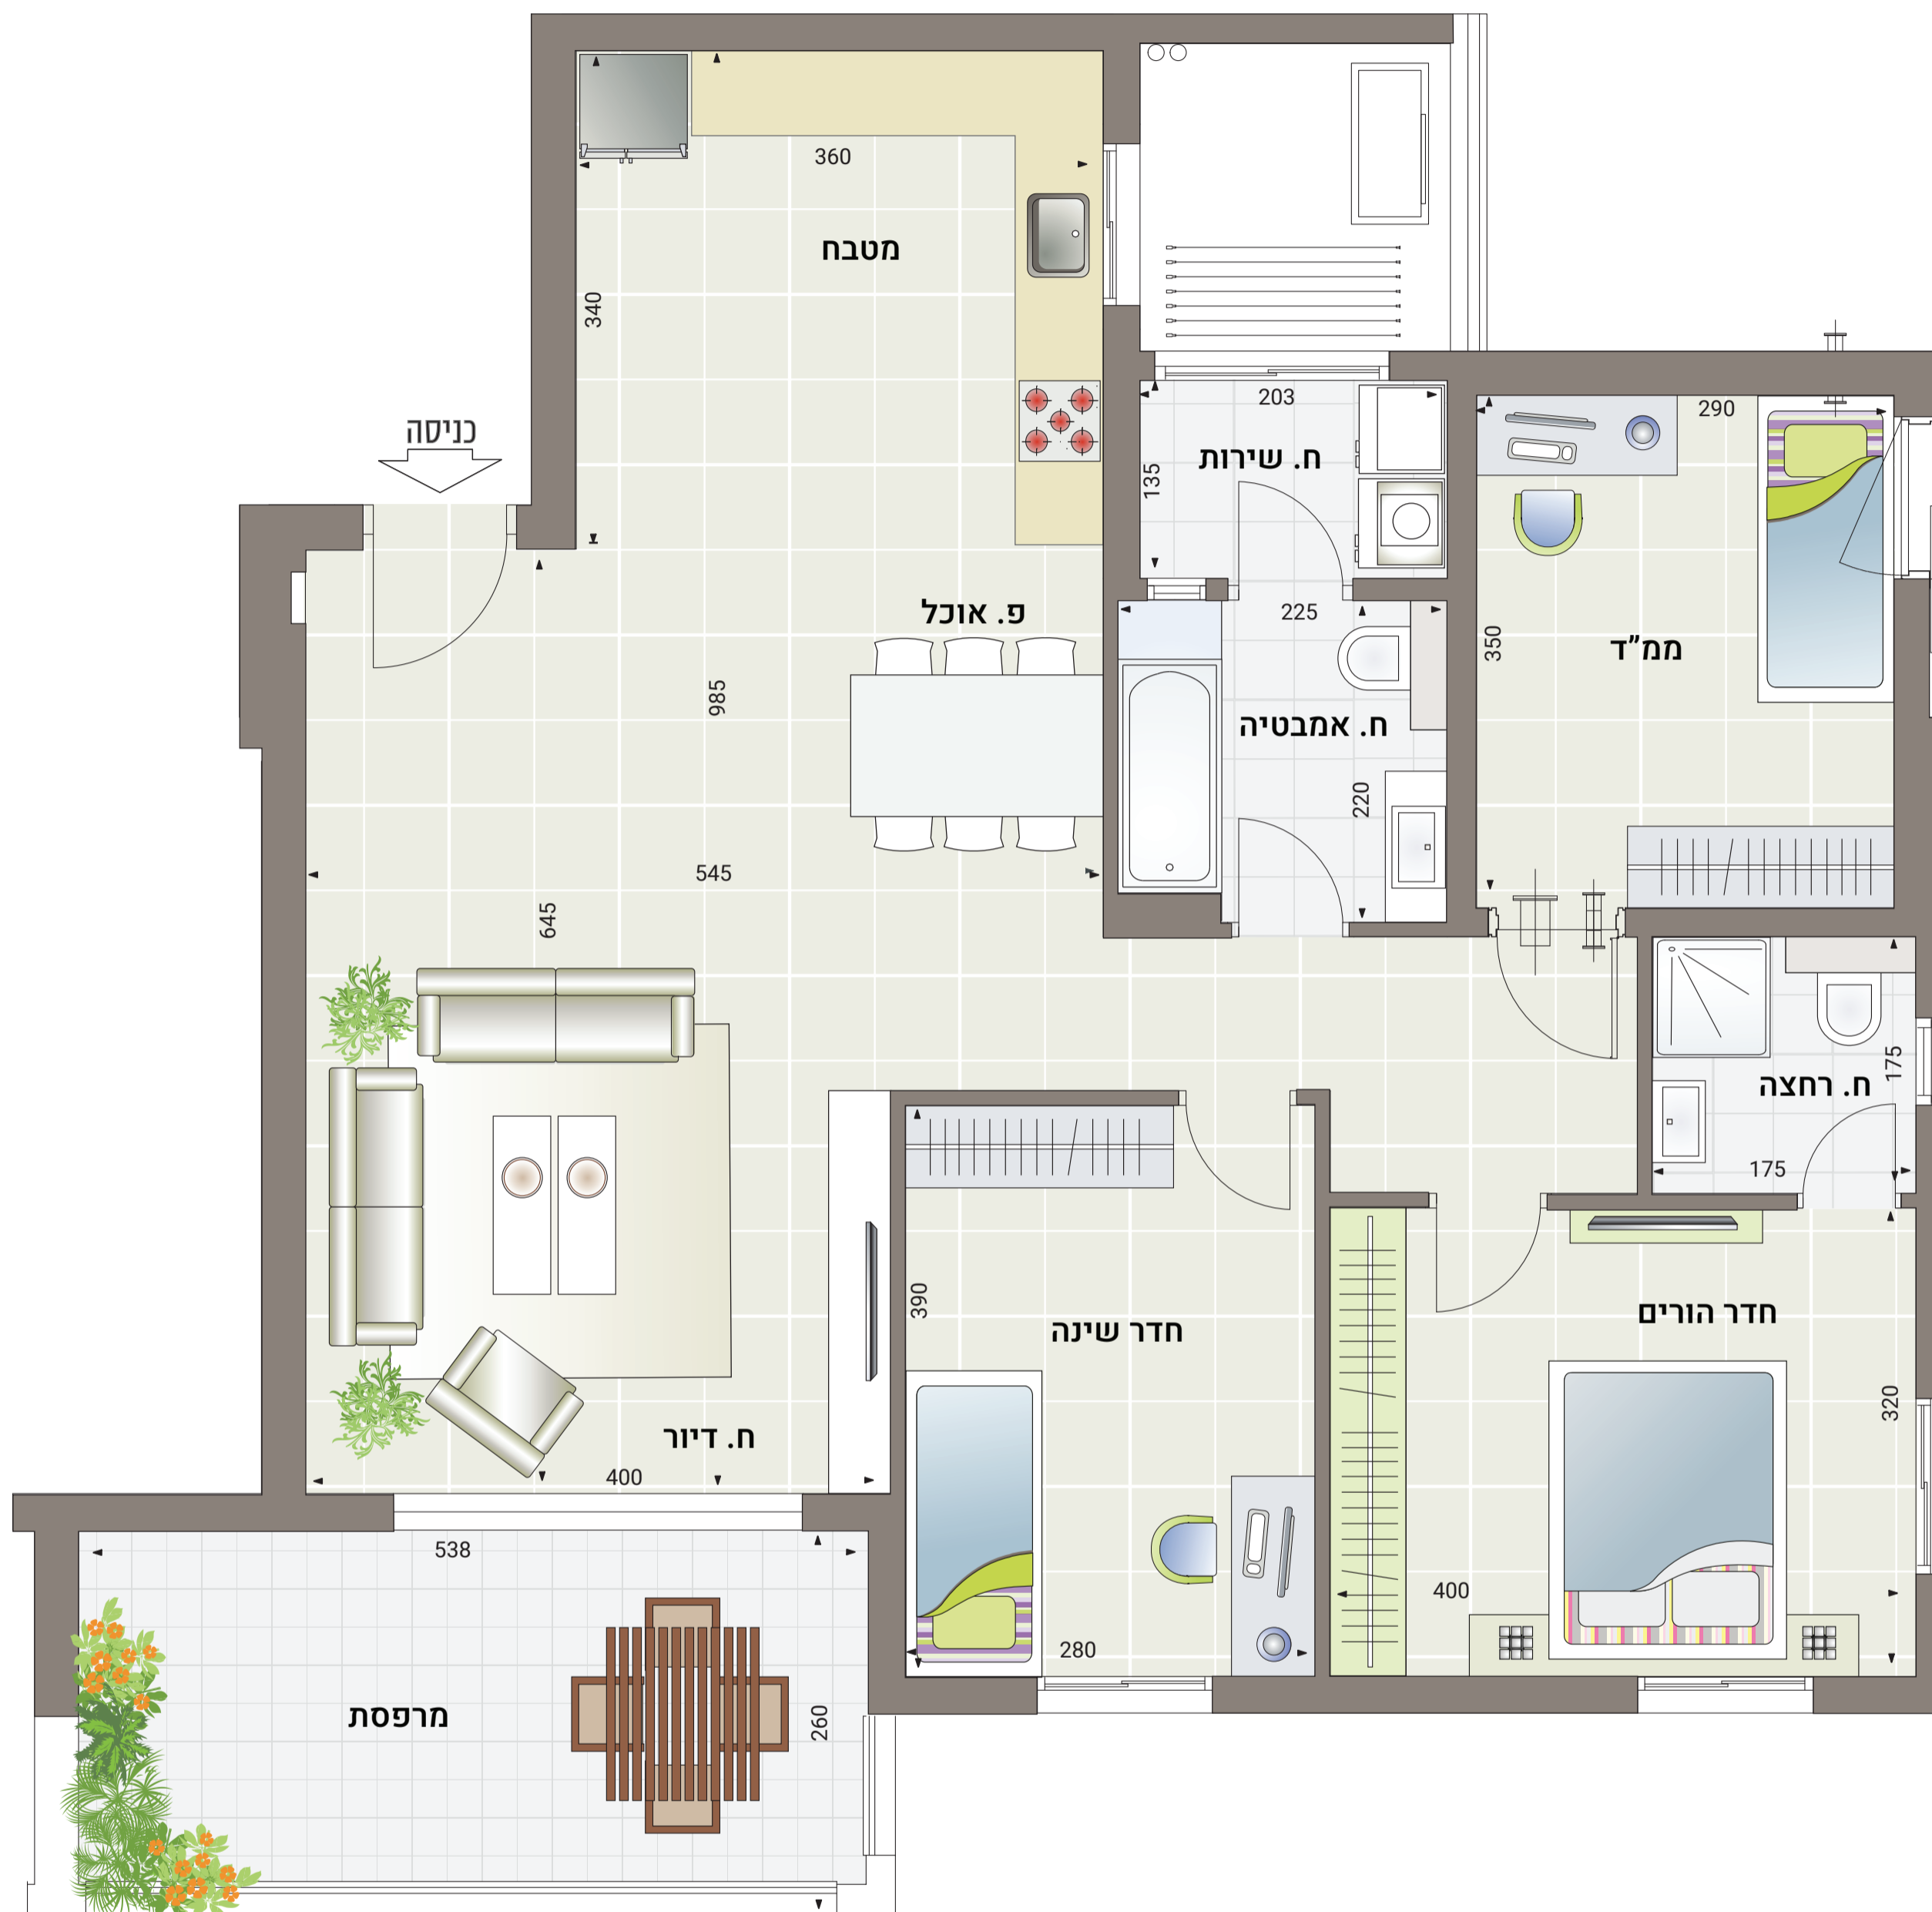 360
מטבח
340
כניסה
203
ח. שירות
135
290
350
ממ״ד
פ. אוכל
225
985
ח. אמבטיה
220
545
645
175
ח. רחצה
175
390
חדר שינה
חדר הורים
320
ח. דיור
400
538
400
280
מרפסת
260